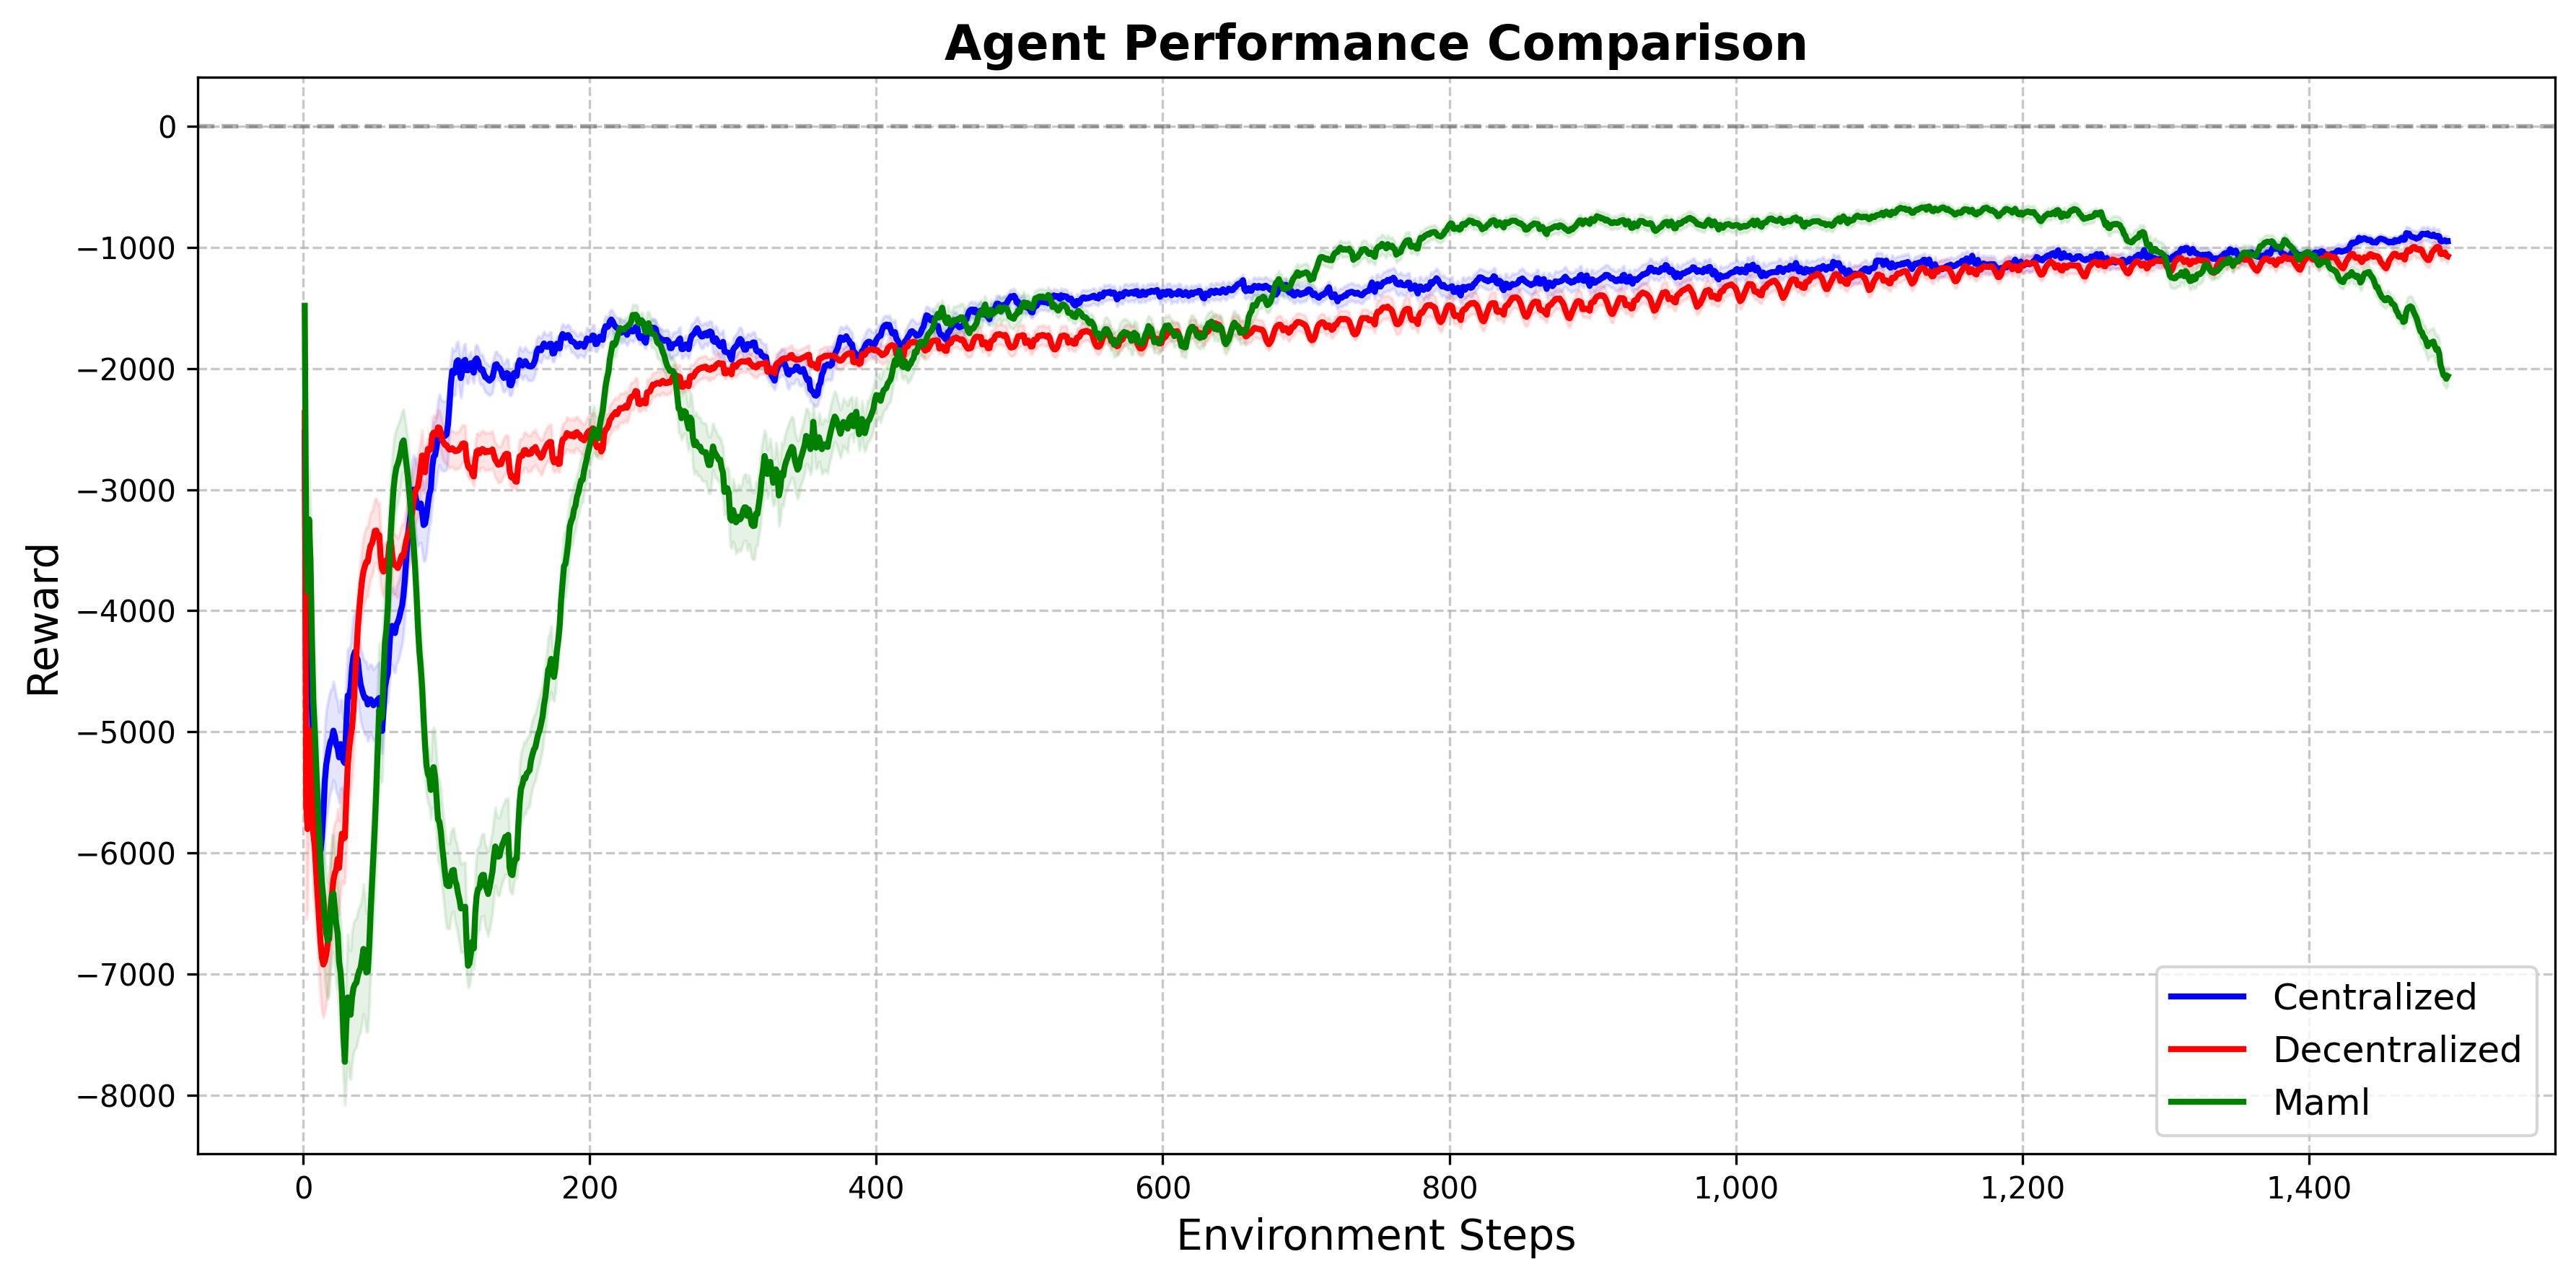 Agent Performance Comparison
0
−1000
−2000
−3000
−4000
−5000
−6000
−7000
−8000
Reward
0 200 400 600 800 1,000 1,200 1,400
Environment Steps
Centralized
Decentralized
Maml